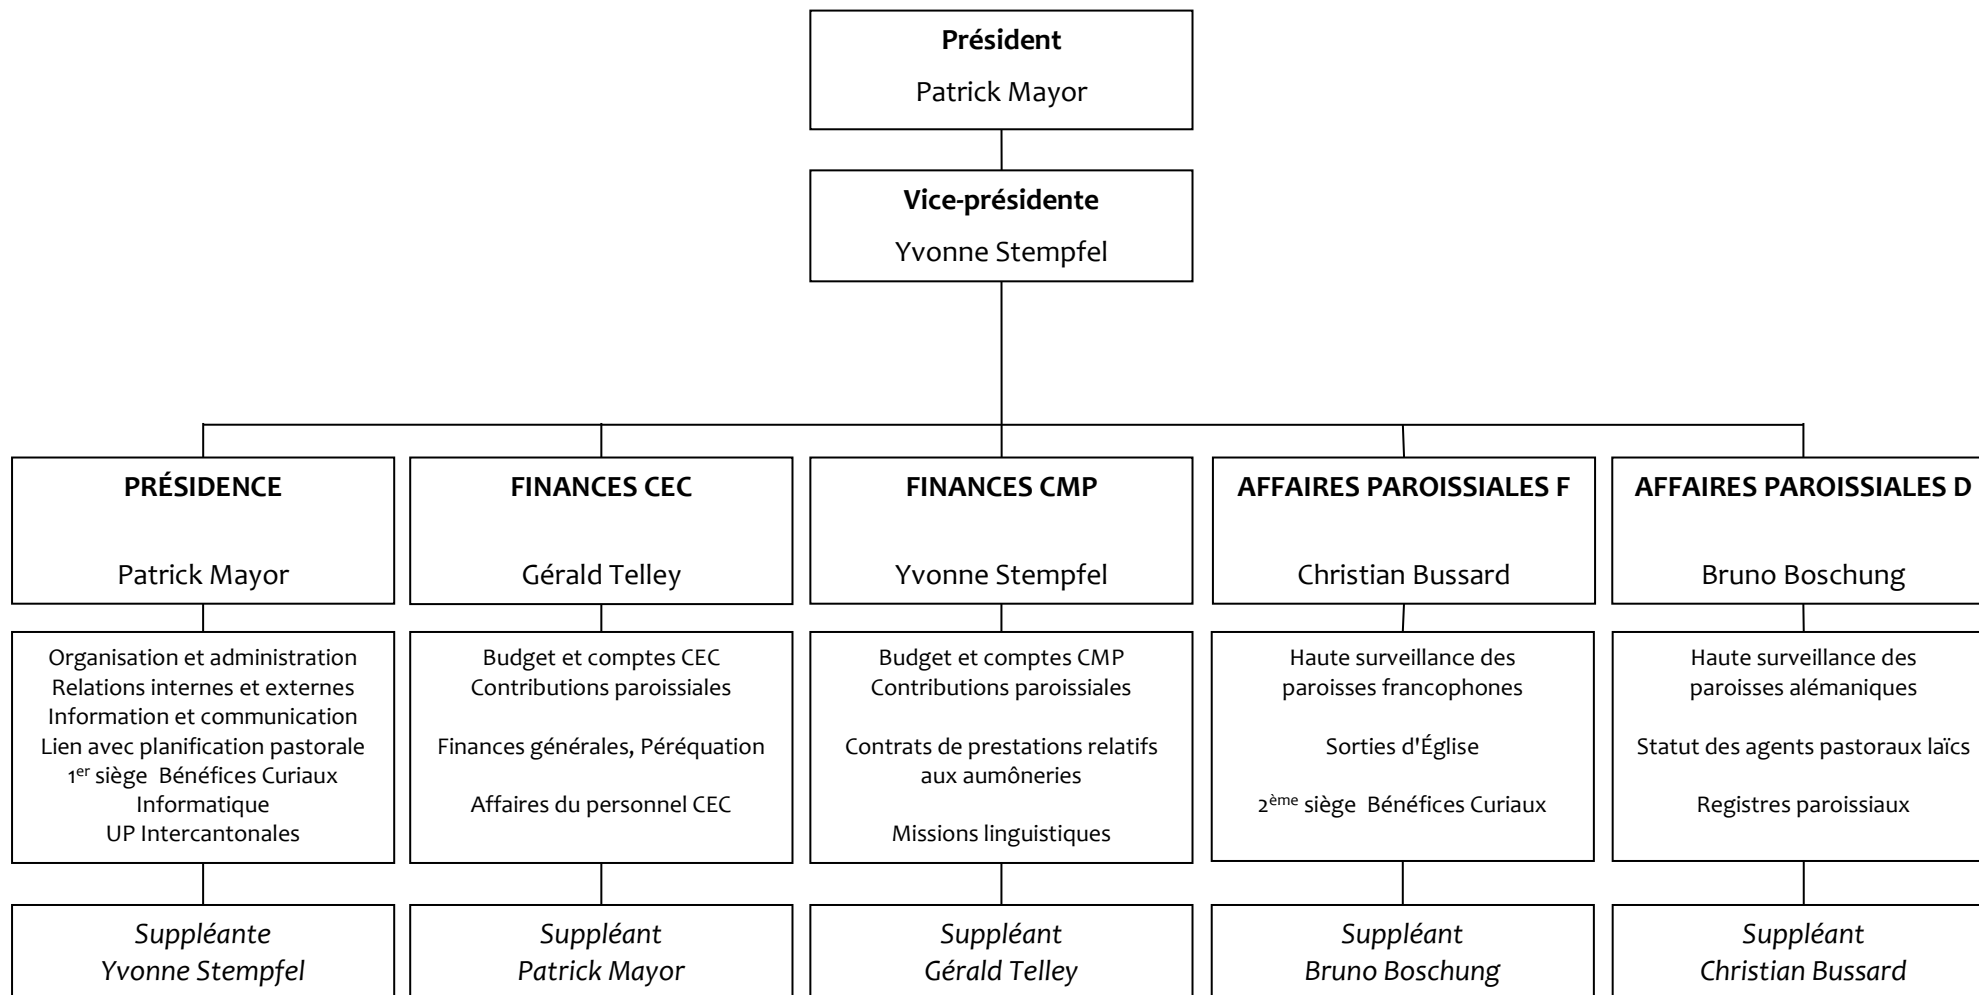 Président
Patrick Mayor
Vice-présidente
Yvonne Stempfel
PRÉSIDENCE
Patrick Mayor
Organisation et administration
Relations internes et externes
Information et communication
Lien avec planification pastorale
1er siège Bénéfices Curiaux
Informatique
UP Intercantonales
Suppléante
Yvonne Stempfel
FINANCES CEC
Gérald Telley
Budget et comptes CEC
Contributions paroissiales
Finances générales, Péréquation
Affaires du personnel CEC
Suppléant
Patrick Mayor
FINANCES CMP
Yvonne Stempfel
Budget et comptes CMP
Contributions paroissiales
Contrats de prestations relatifs
aux aumôneries
Missions linguistiques
Suppléant
Gérald Telley
AFFAIRES PAROISSIALES F
Christian Bussard
Haute surveillance des
paroisses francophones
Sorties d'Église
2ème siège Bénéfices Curiaux
Suppléant
Bruno Boschung
AFFAIRES PAROISSIALES D
Bruno Boschung
Haute surveillance des
paroisses alémaniques
Statut des agents pastoraux laïcs
Registres paroissiaux
Suppléant
Christian Bussard